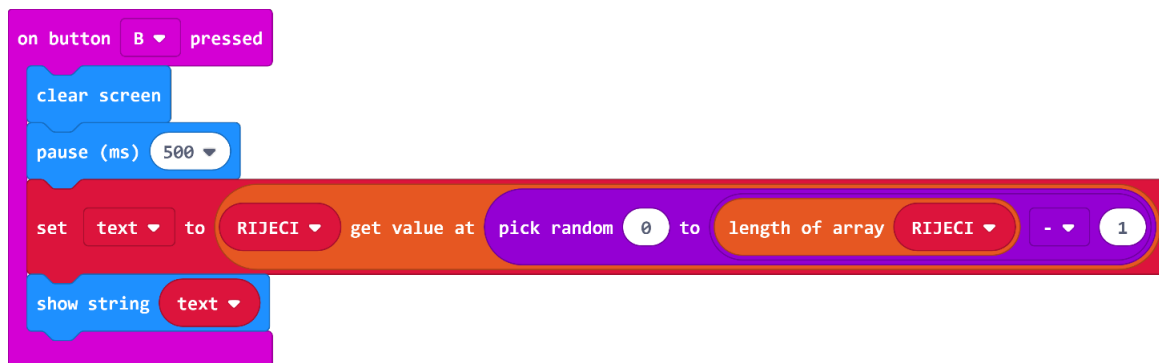 on button B pressed
clear screen
pause (ms) 500
set text to RIJECI get value at pick random 0 to length of array RIJECI - 1
show string text